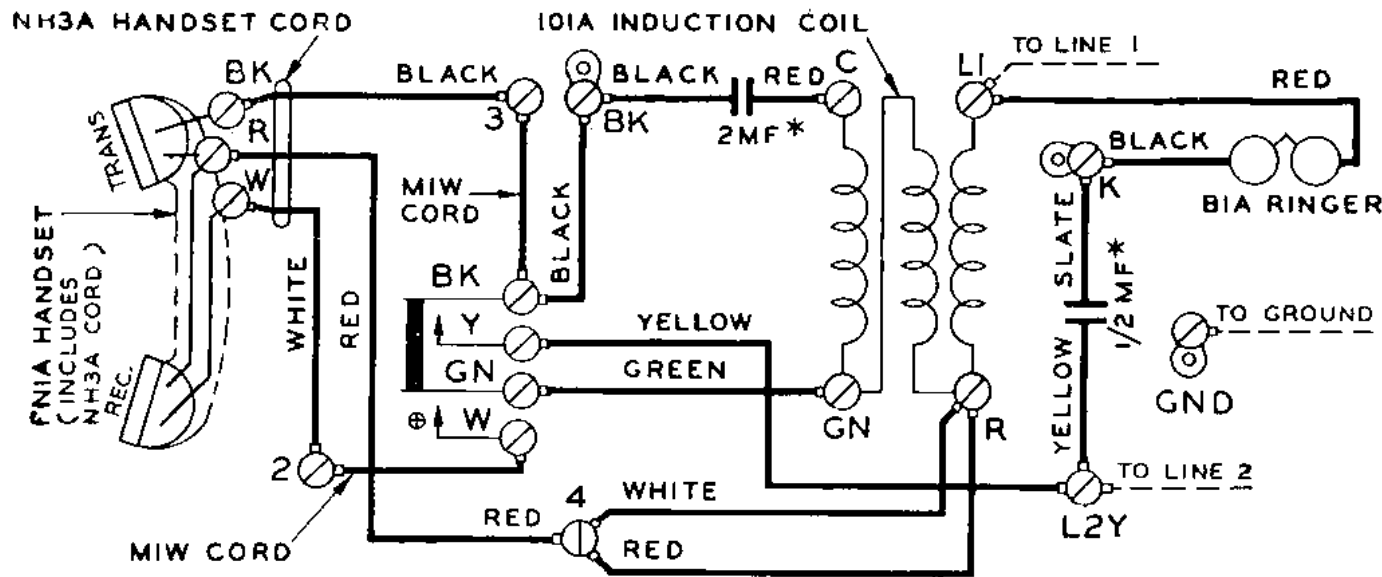 NH3A HANDSET CORD
101A INDUCTION COIL
TO LINE 1
BK
BLACK
BLACK
RED
C
L1
RED
R
3
BK
2MF*
BLACK
TRANS
W
K
MIW
CORD
81A RINGER
FN1A HANDSET
(INCLUDES
NH3A CORD)
WHITE
RED
BLACK
SLATE
1/2 MF*
BK
Y
YELLOW
TO GROUND
GN
GREEN
REC.
⊕
W
GN
R
YELLOW
GND
2
TO LINE 2
4
WHITE
RED
L2Y
MIW CORD
RED